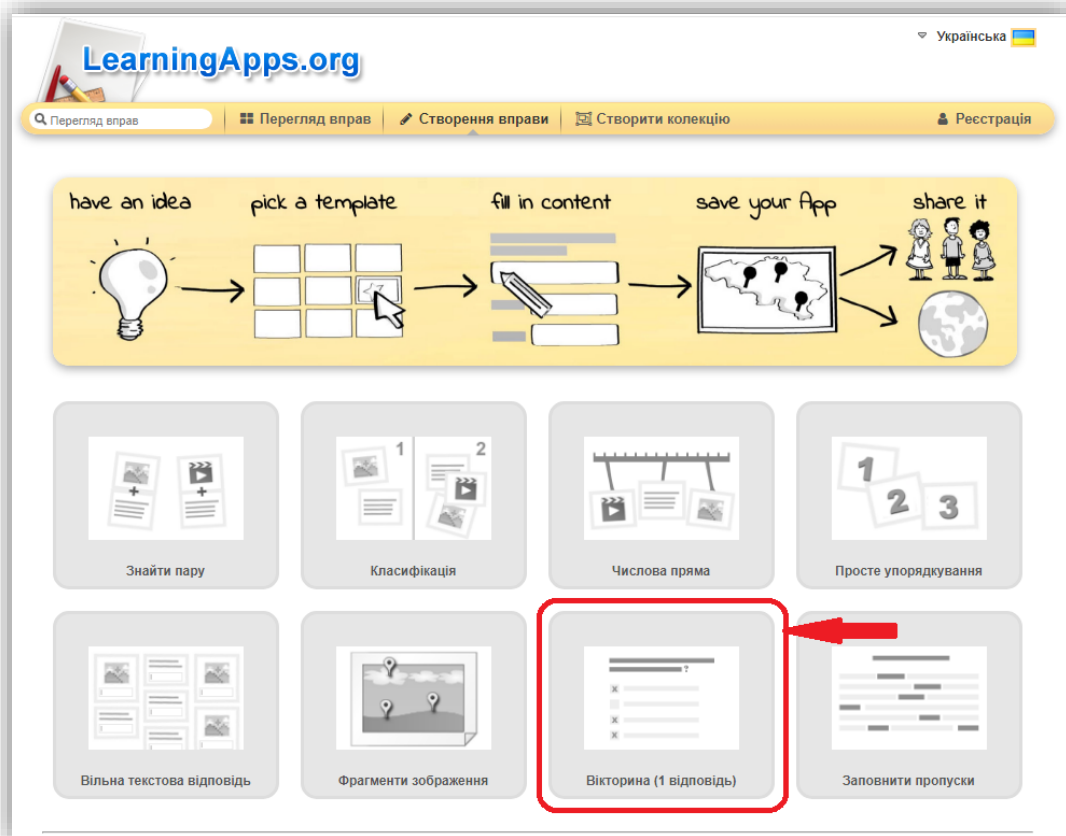 Українська
LearningApps.org
Перегляд вправ
Перегляд вправ
Створення вправи
Створити колекцію
Реєстрація
have an idea
pick a template
fill in content
save your App
share it
1
2
1
2
3
Знайти пару
Класифікація
Числова пряма
Просте упорядкування
?
Вільна текстова відповідь
Фрагменти зображення
Вікторина (1 відповідь)
Заповнити пропуски